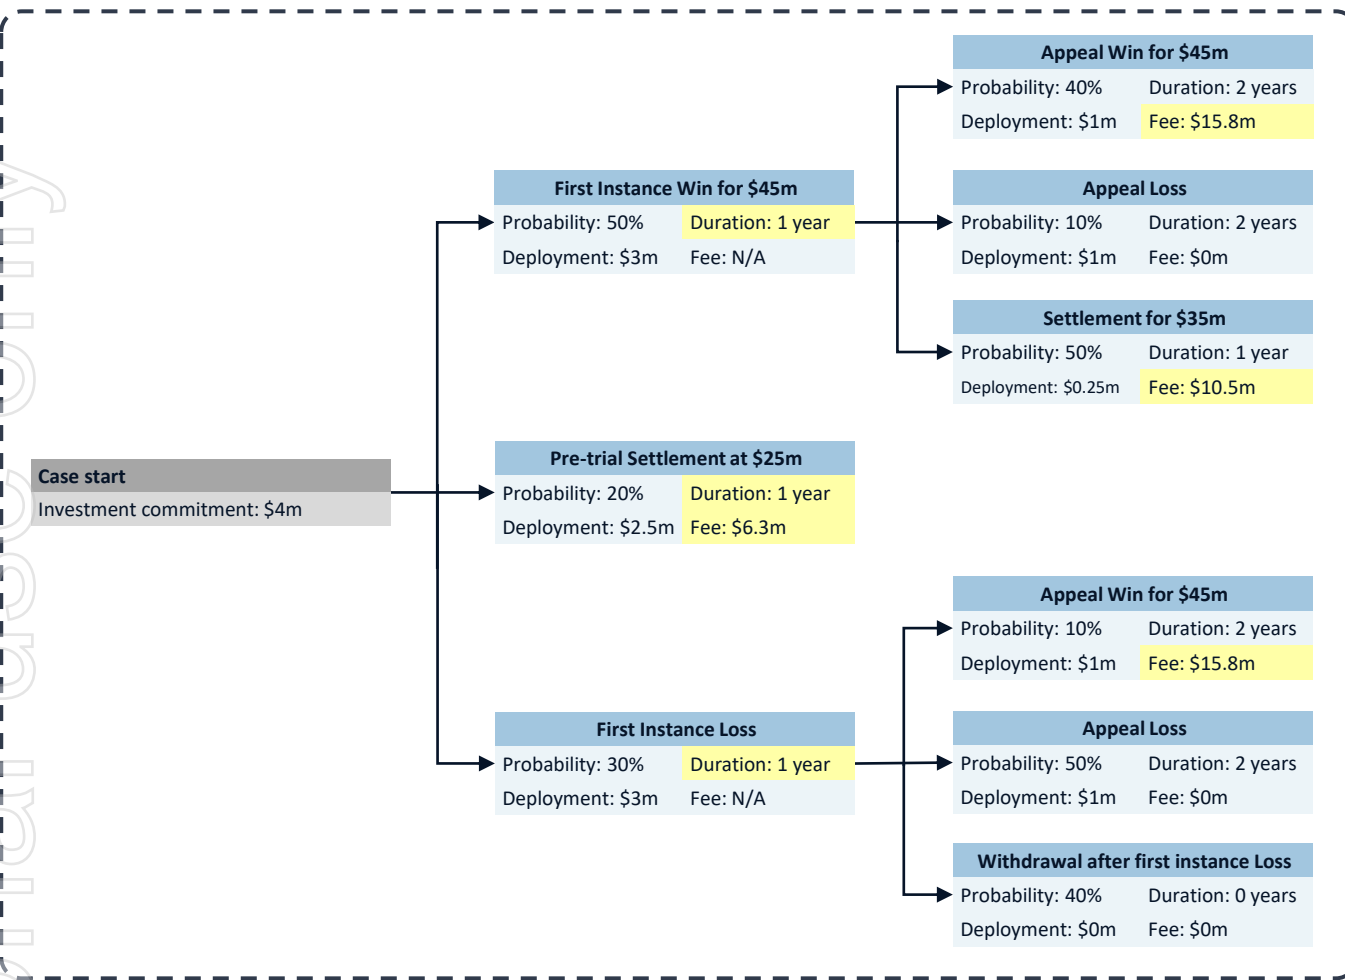 Appeal Win for $45m
Probability: 40% Duration: 2 years
Deployment: $1m Fee: $15.8m
First Instance Win for $45m
Probability: 50% Duration: 1 year
Deployment: $3m Fee: N/A
Appeal Loss
Probability: 10% Duration: 2 years
Deployment: $1m Fee: $0m
Settlement for $35m
Probability: 50% Duration: 1 year
Deployment: $0.25m Fee: $10.5m
Case start
Investment commitment: $4m
Pre-trial Settlement at $25m
Probability: 20% Duration: 1 year
Deployment: $2.5m Fee: $6.3m
Appeal Win for $45m
Probability: 10% Duration: 2 years
Deployment: $1m Fee: $15.8m
First Instance Loss
Probability: 30% Duration: 1 year
Deployment: $3m Fee: N/A
Appeal Loss
Probability: 50% Duration: 2 years
Deployment: $1m Fee: $0m
Withdrawal after first instance Loss
Probability: 40% Duration: 0 years
Deployment: $0m Fee: $0m
use only